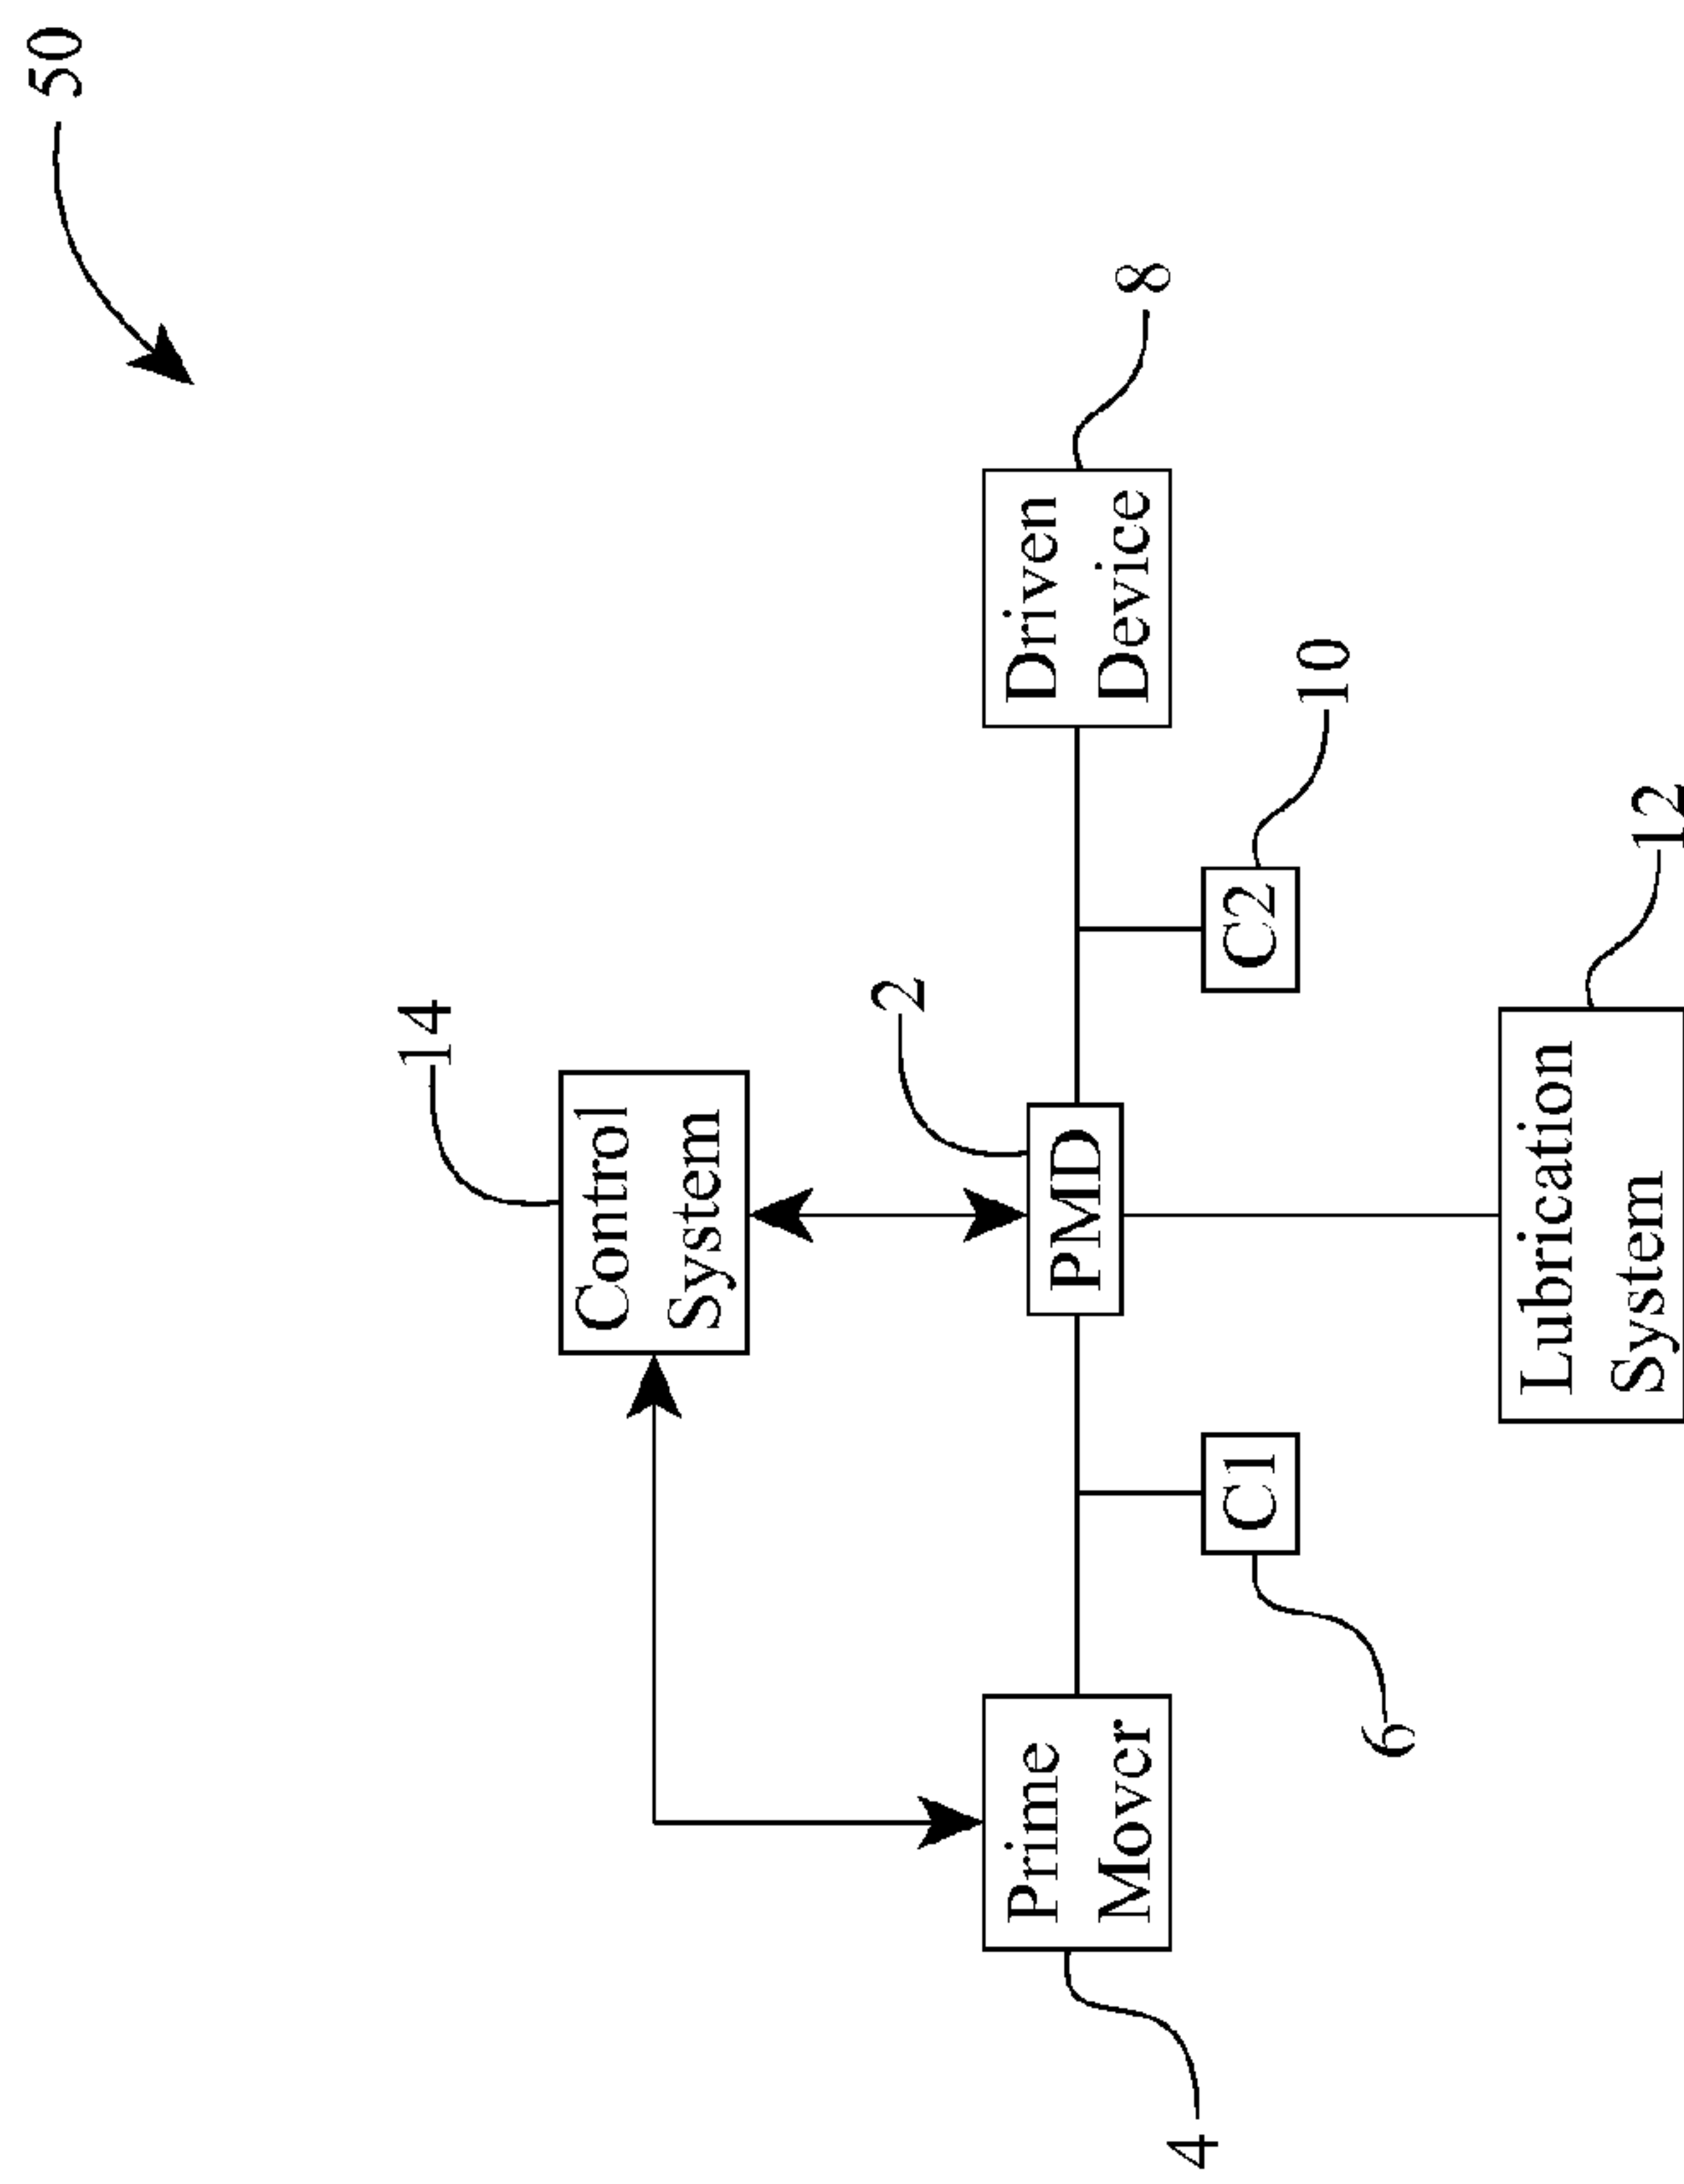 50
14
Control
System
2
Prime
Mover
4
PMD
Driven
Device
8
C1
6
C2
10
Lubrication
System
12